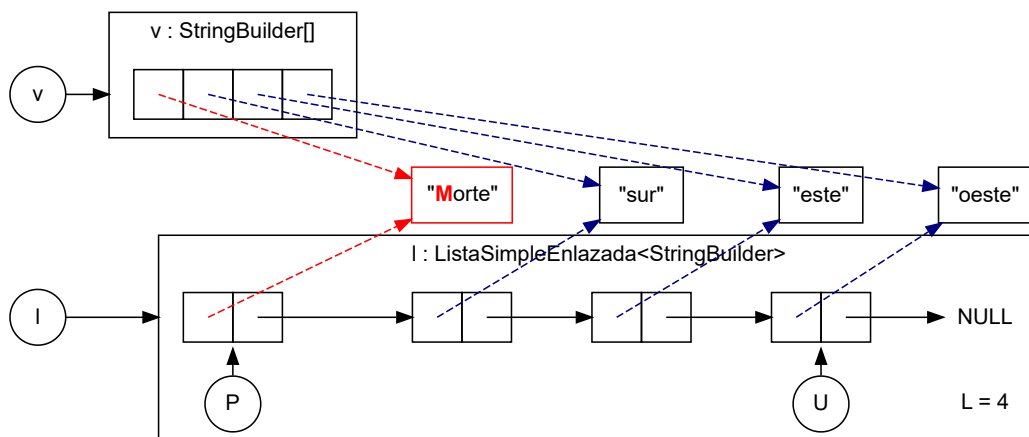 v : StringBuilder[]
v
"Morte"
"sur"
"este"
"oeste"
l : ListaSimpleEnlazada<StringBuilder>
l
NULL
P
U
L = 4